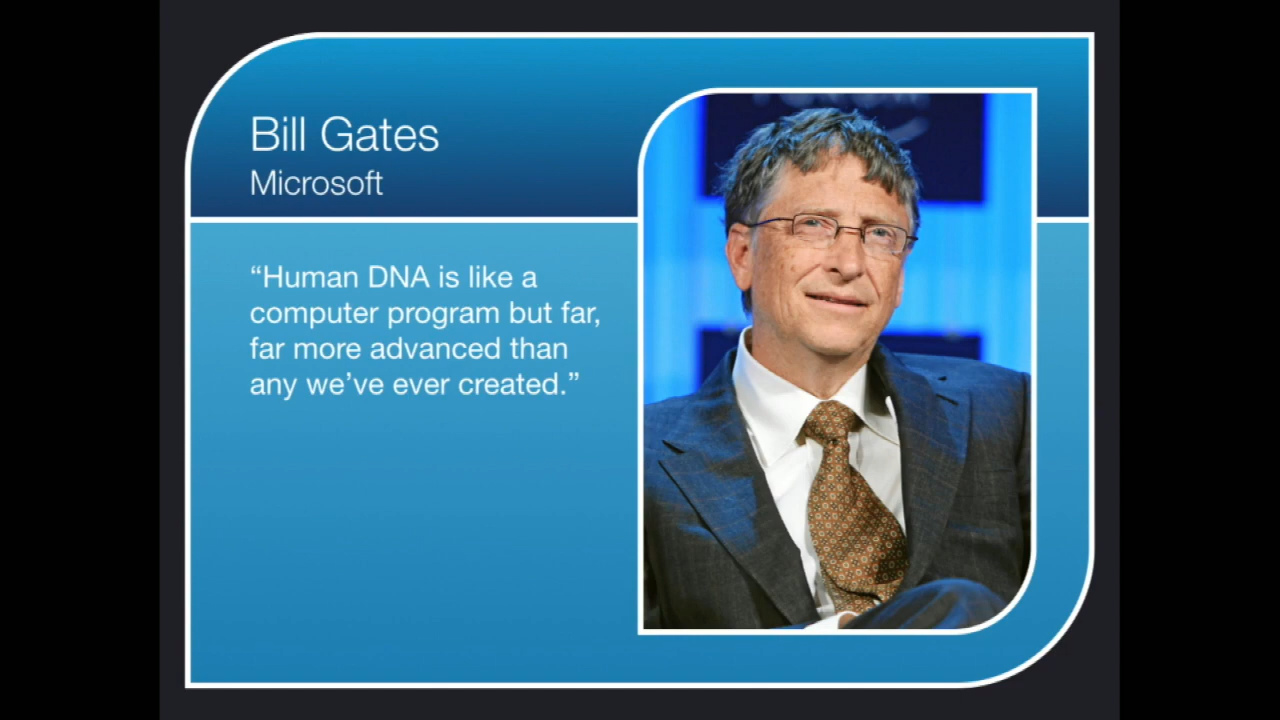 Bill Gates
Microsoft
“Human DNA is like a
computer program but far,
far more advanced than
any we’ve ever created.”